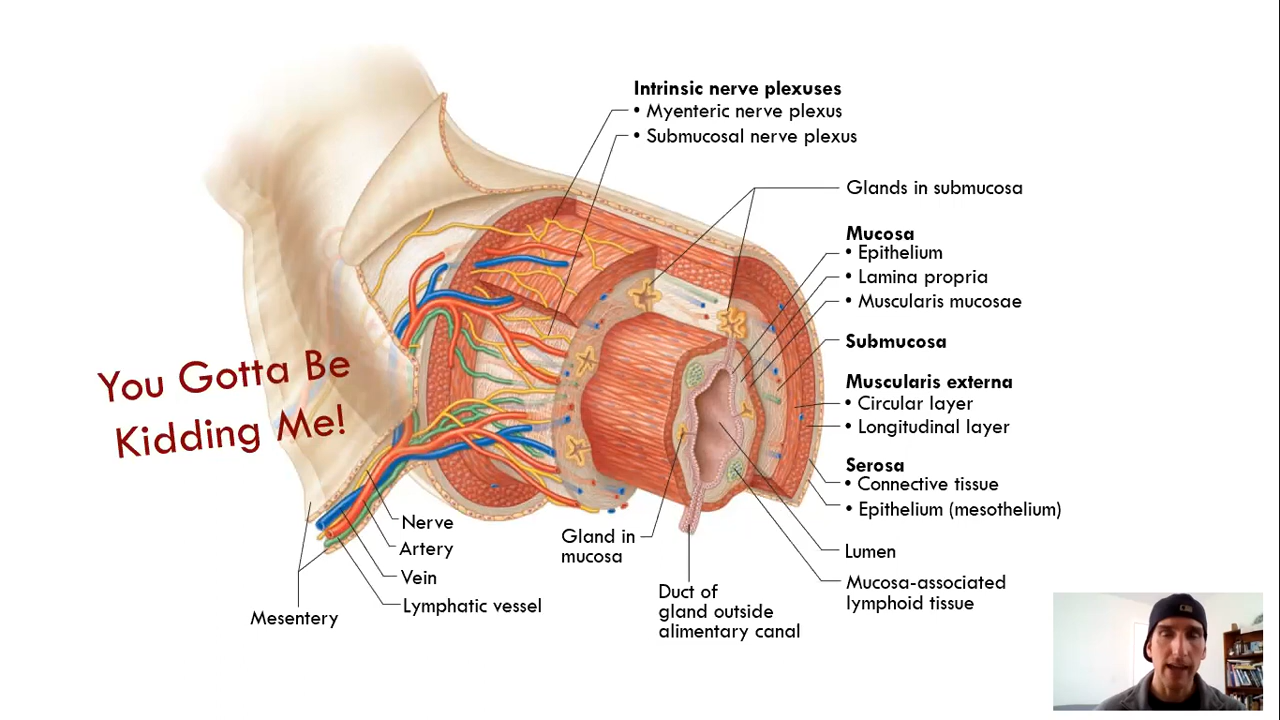 Intrinsic nerve plexuses
• Myenteric nerve plexus
• Submucosal nerve plexus
Glands in submucosa
Mucosa
• Epithelium
• Lamina propria
• Muscularis mucosae
Submucosa
Muscularis externa
• Circular layer
• Longitudinal layer
Serosa
• Connective tissue
• Epithelium (mesothelium)
Lumen
Mucosa-associated
lymphoid tissue
You Gotta Be
Kidding Me!
Nerve
Artery
Vein
Lymphatic vessel
Mesentery
Gland in
mucosa
Duct of
gland outside
alimentary canal